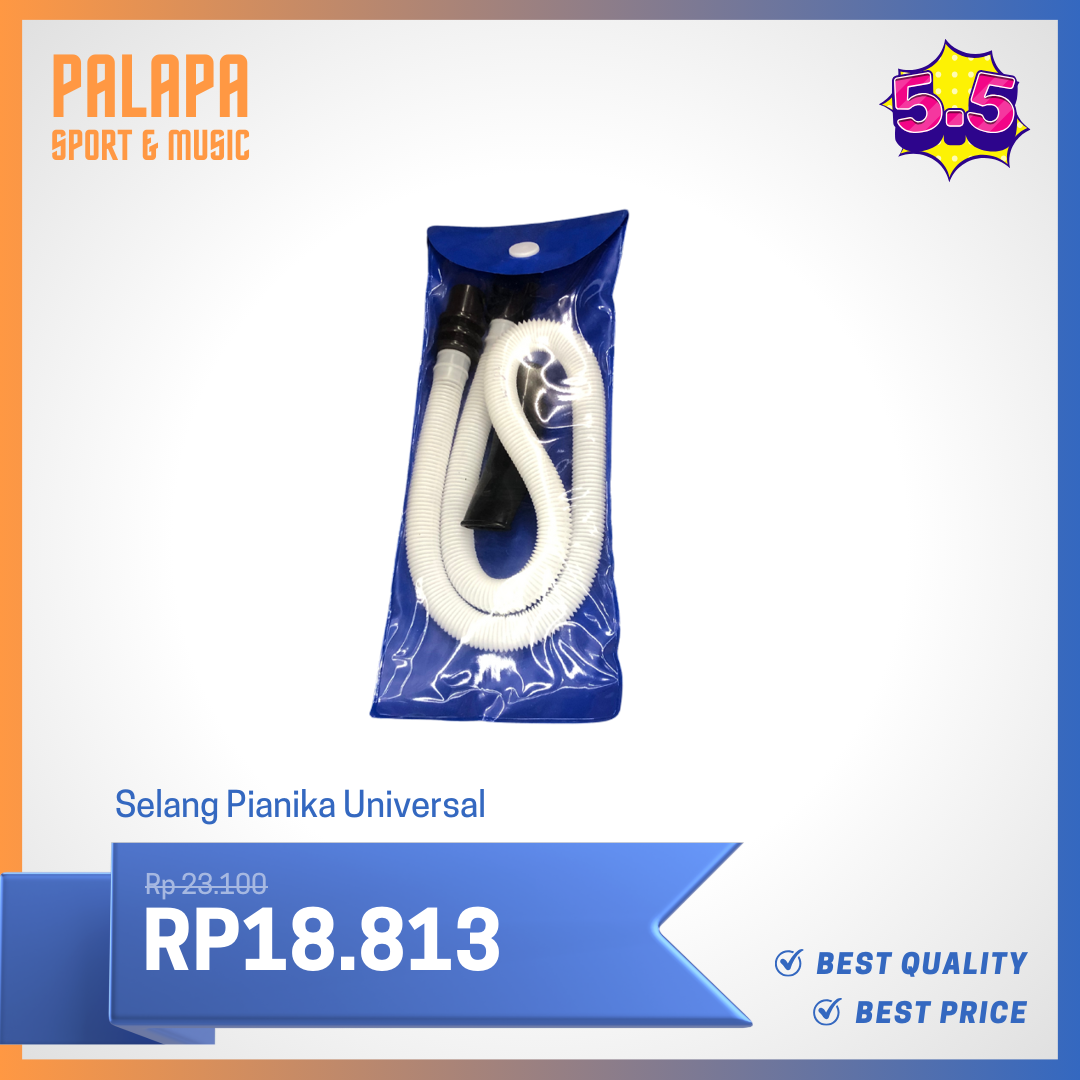 PALAPA
SPORT & MUSIC
5.5
Selang Pianika Universal
Rp 23.100
RP18.813
BEST QUALITY
BEST PRICE